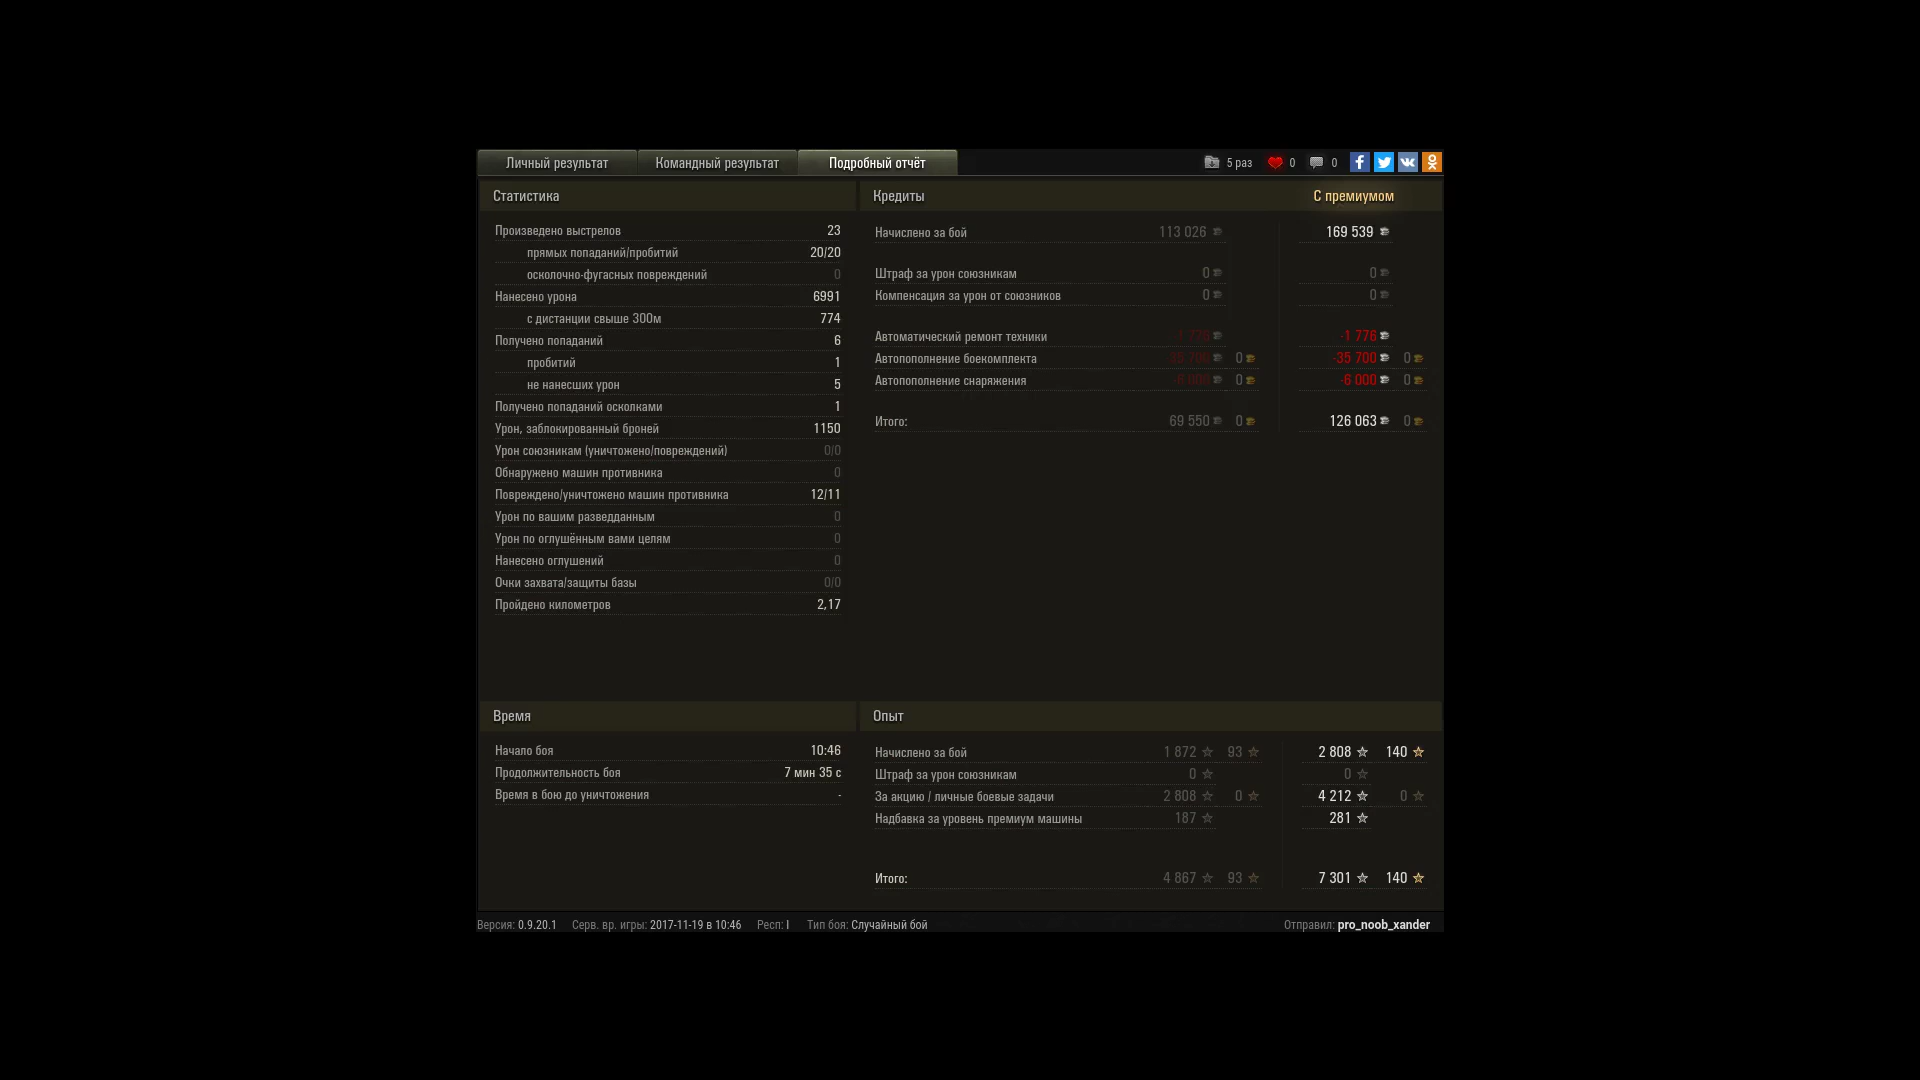 Личный результат Командный результат Подробный отчёт 5 раз 0 0
Статистика
Произведено выстрелов 23
прямых попаданий/пробитий 20/20
осколочно-фугасных повреждений 0
Нанесено урона 6991
с дистанции свыше 300м 774
Получено попаданий 6
пробитий 1
не нанесших урон 5
Получено попаданий осколками 1
Урон, заблокированный броней 1150
Урон союзникам (уничтожено/повреждений) 0/0
Обнаружено машин противника 0
Повреждено/уничтожено машин противника 12/11
Урон по вашим разведданным 0
Урон по оглушённым вами целям 0
Нанесено оглушений 0
Очки захвата/защиты базы 0/0
Пройдено километров 2,17
Кредиты С премиумом
Начислено за бой 113 026 169 539
Штраф за урон союзникам 0 0
Компенсация за урон от союзников 0 0
Автоматический ремонт техники -1 776 -1 776
Автопополнение боекомплекта -35 700 0 -35 700 0
Автопополнение снаряжения -6 000 0 -6 000 0
Итого: 69 550 0 126 063 0
Время
Начало боя 10:46
Продолжительность боя 7 мин 35 с
Время в бою до уничтожения -
Опыт
Начислено за бой 1 872 93 2 808 140
Штраф за урон союзникам 0 0
За акцию / личные боевые задачи 2 808 0 4 212 0
Надбавка за уровень премиум машины 187 281
Итого: 4 867 93 7 301 140
Версия: 0.9.20.1 Серв. вр. игры: 2017-11-19 в 10:46 Респ: I Тип боя: Случайный бой Отправил: pro_noob_xander